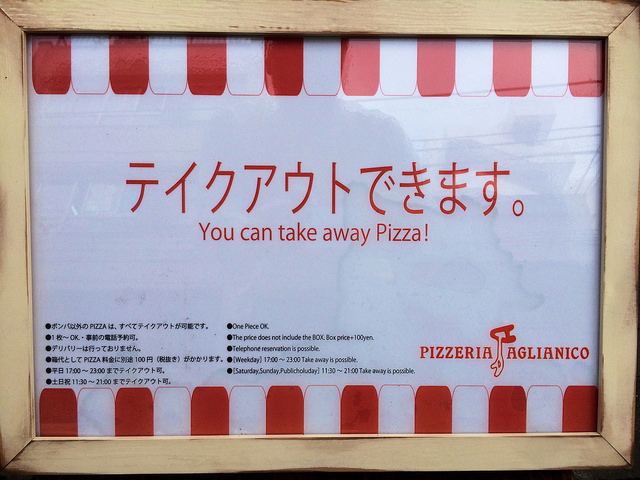 テイクアウトできます。
You can take away Pizza!
●ボンバ以外の PIZZA は、すべてテイクアウトが可能です。
●1 枚〜 OK.・事前の電話予約可。
●デリバリーは行っておりません。
●箱代として PIZZA 料金に別途 100 円（税抜き）がかかります。
●平日 17:00 〜 23:00 までテイクアウト可。
●土日祝 11:30 〜 21:00 までテイクアウト可。
●One Piece OK.
●The price does not include the BOX. Box price+100yen.
●Telephone reservation is possible.
●[Weekday] 17:00 〜 23:00 Take away is possible.
●[Saturday,Sunday,Publicholuday] 11:30 〜 21:00 Take away is possible.
PIZZERIA AGLIANICO